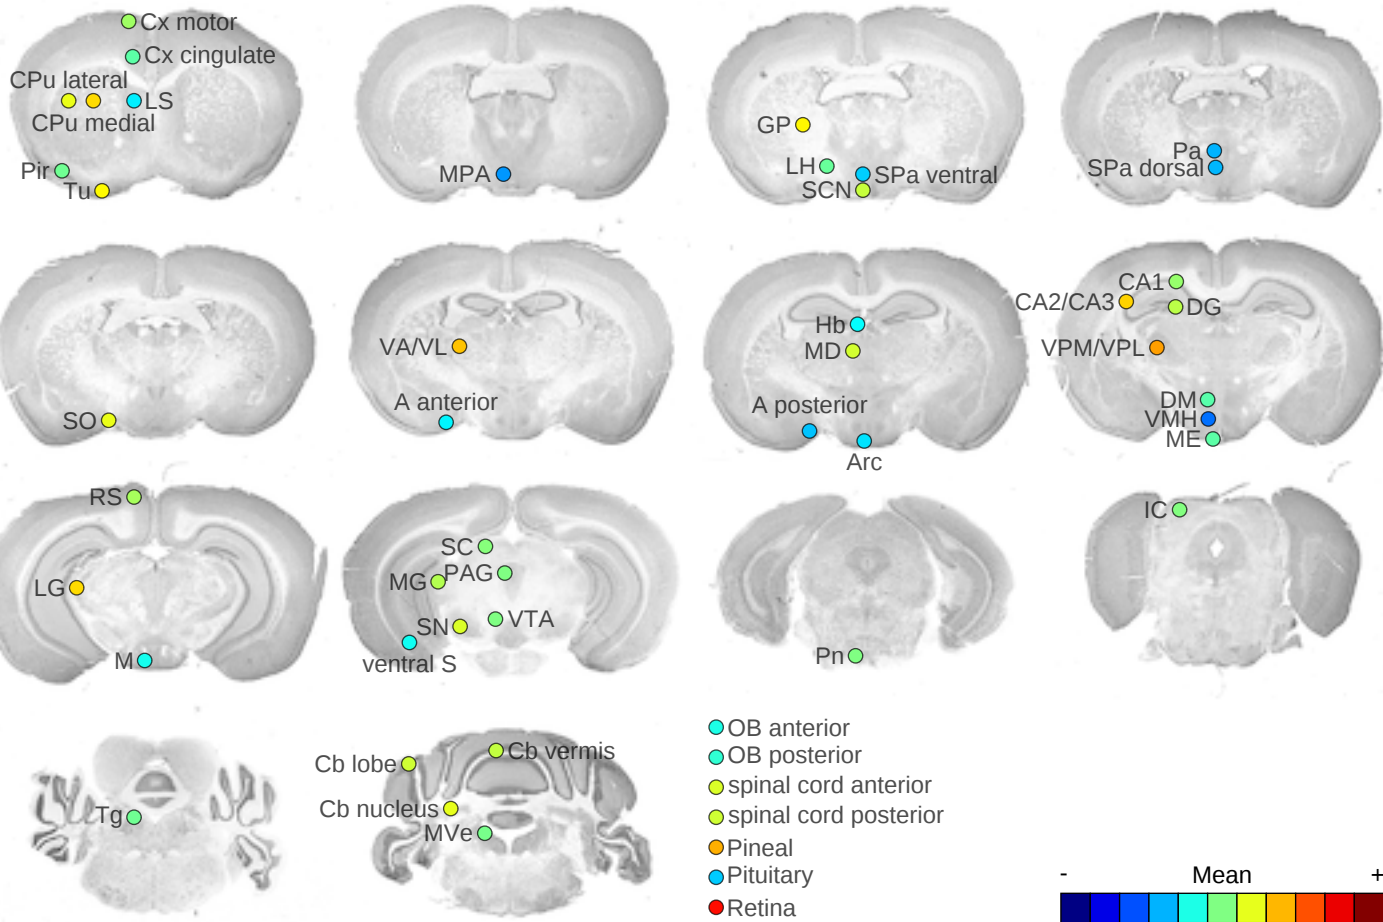 Cx motor
Cx cingulate
CPu lateral
LS
CPu medial
Pir
Tu
MPA
GP
LH
SPa ventral
SCN
Pa
SPa dorsal
SO
VA/VL
A anterior
Hb
MD
A posterior
Arc
CA1
CA2/CA3
DG
VPM/VPL
DM
VMH
ME
RS
LG
M
SC
PAG
MG
VTA
SN
ventral S
Pn
IC
Tg
Cb vermis
Cb lobe
Cb nucleus
MVe
OB anterior
OB posterior
spinal cord anterior
spinal cord posterior
Pineal
Pituitary
Retina
- Mean +